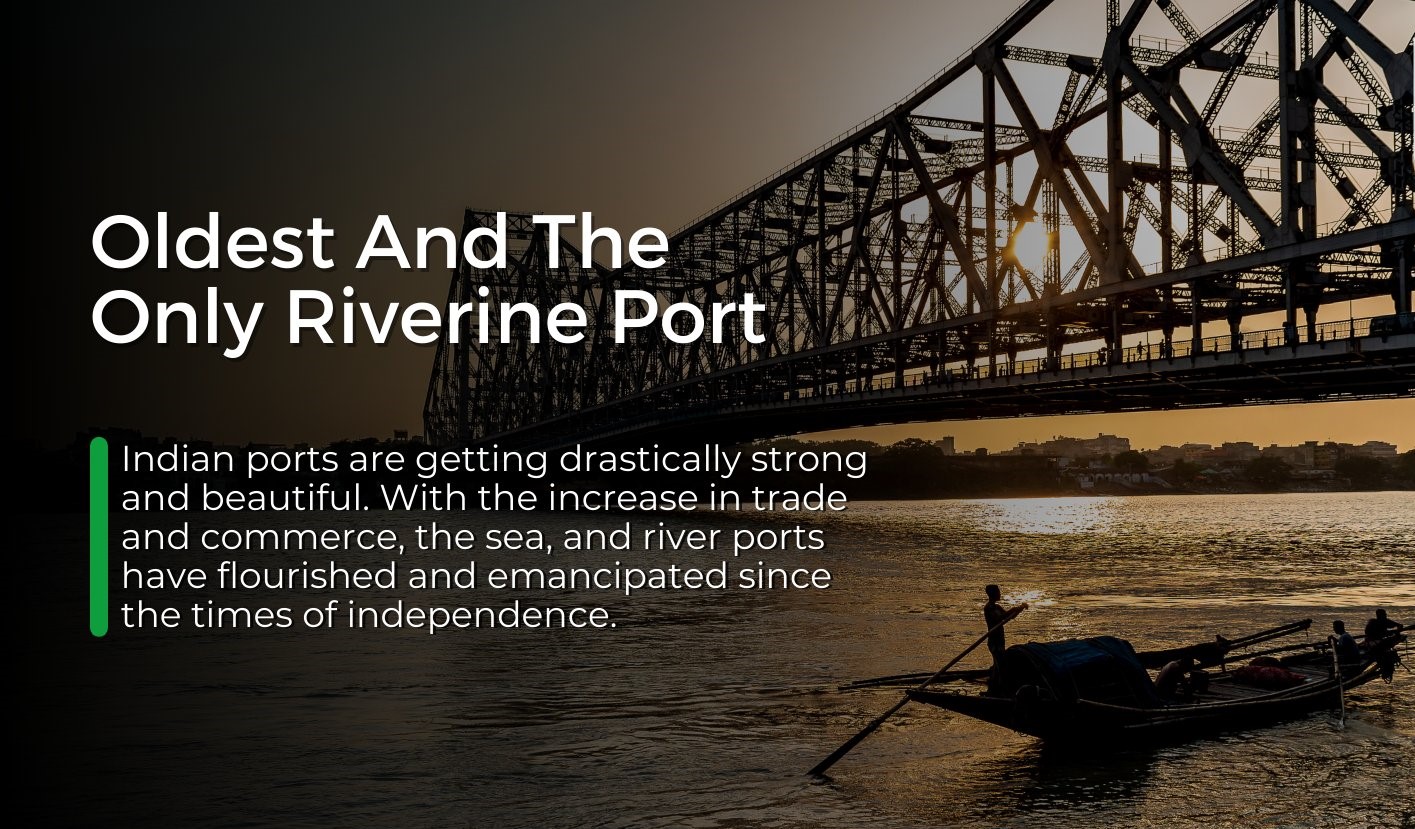 Oldest And The
Only Riverine Port
Indian ports are getting drastically strong
and beautiful. With the increase in trade
and commerce, the sea, and river ports
have flourished and emancipated since
the times of independence.